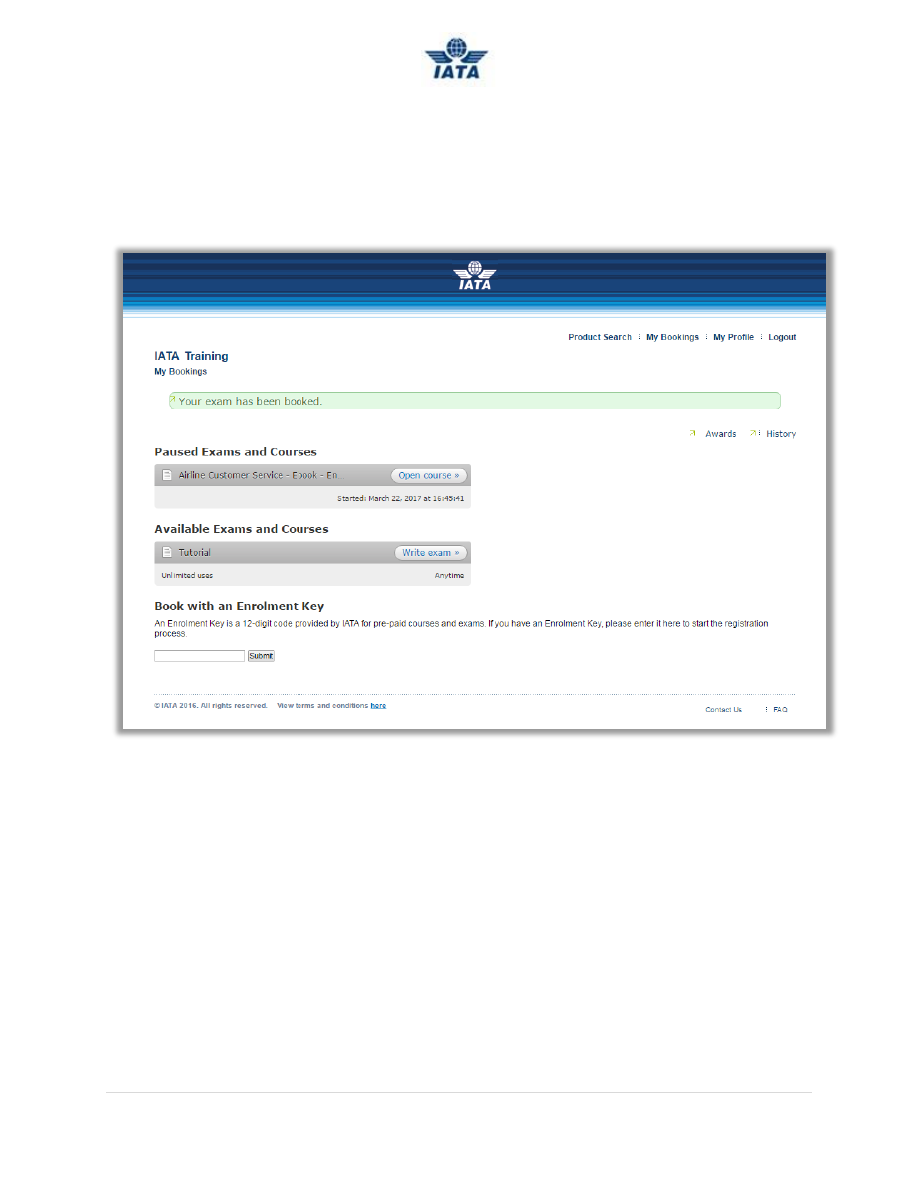 IATA
IATA
Product Search My Bookings My Profile Logout
IATA Training
My Bookings
Your exam has been booked.
Awards History
Paused Exams and Courses
Airline Customer Service - Ebook - En... Open course »
Started: March 22, 2017 at 16:45:41
Available Exams and Courses
Tutorial Write exam »
Unlimited uses Anytime
Book with an Enrolment Key
An Enrolment Key is a 12-digit code provided by IATA for pre-paid courses and exams. If you have an Enrolment Key, please enter it here to start the registration
process.
Submit
© IATA 2016. All rights reserved. View terms and conditions here
Contact Us FAQ